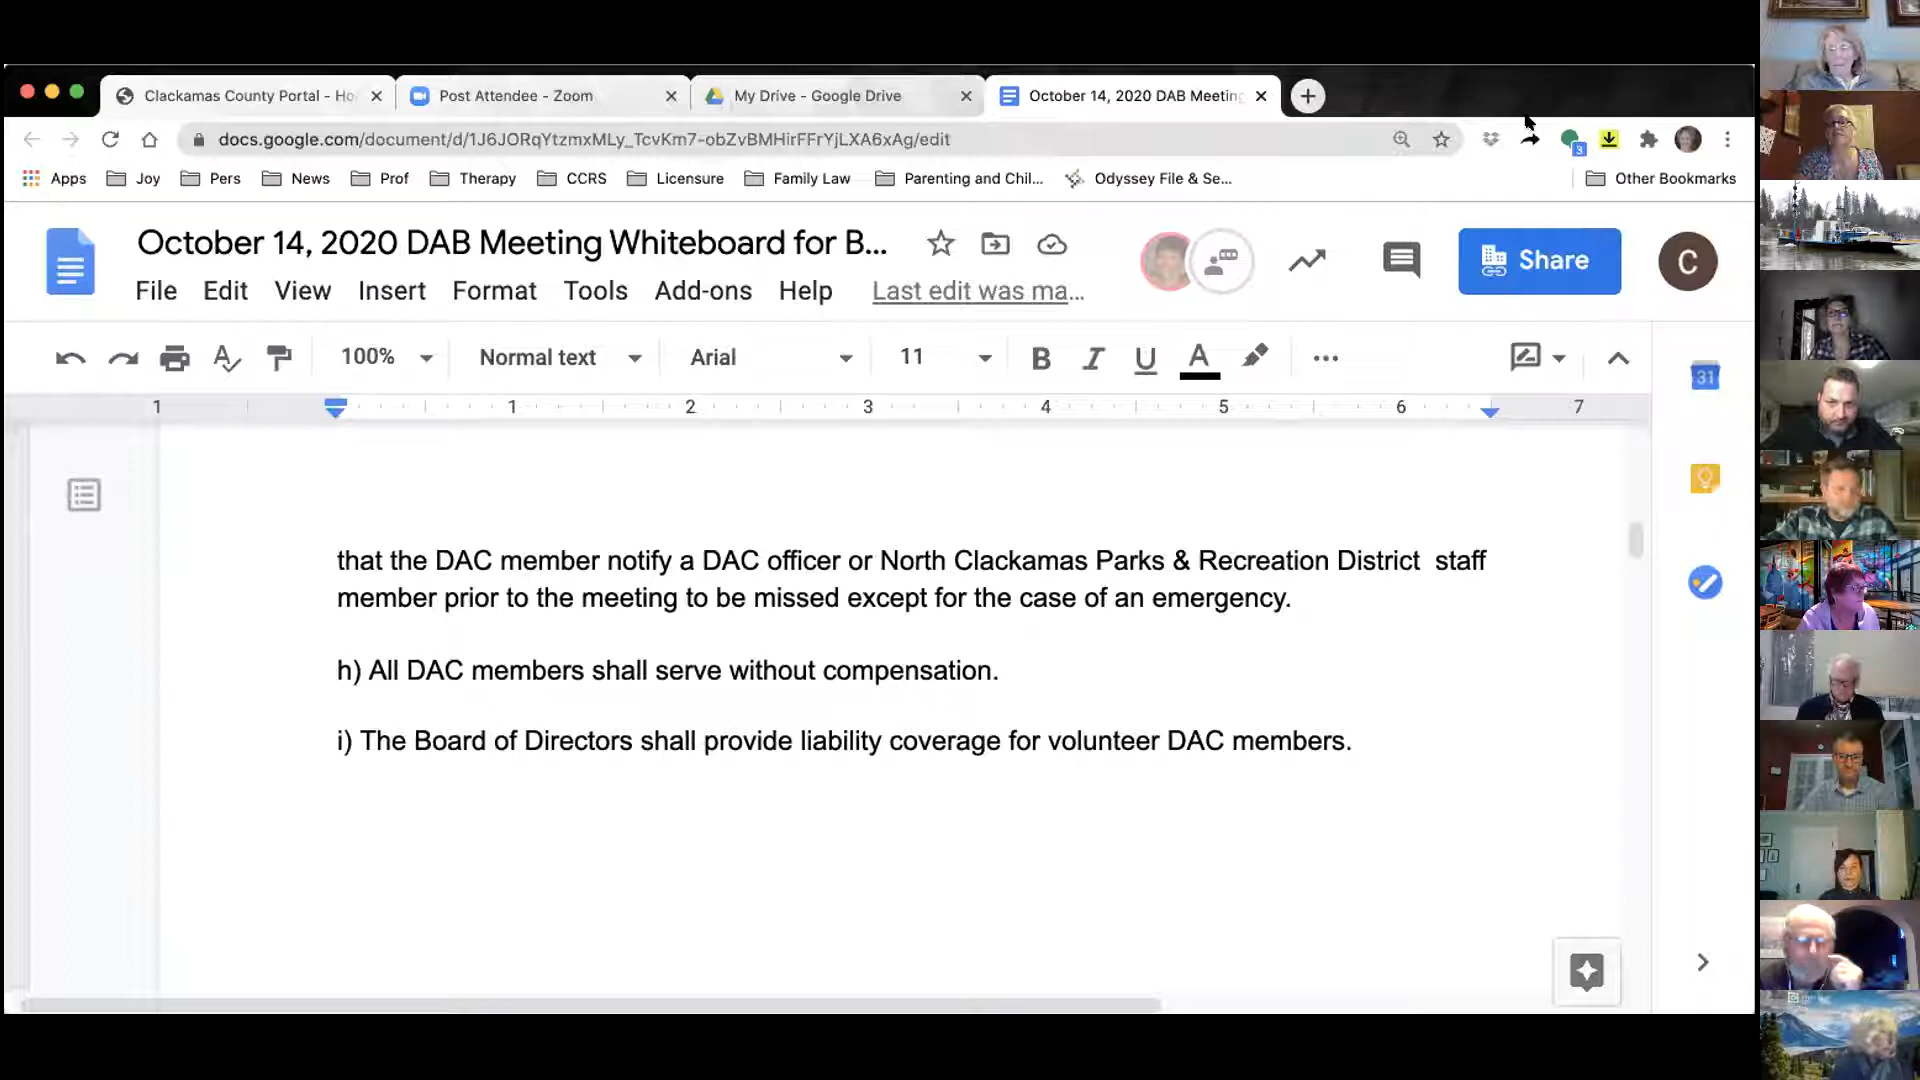 Clackamas County Portal - Ho
Post Attendee - Zoom
My Drive - Google Drive
October 14, 2020 DAB Meeting
docs.google.com/document/d/1J6JORqYtzmxMLy_TcvKm7-obZvBMHirFFrYjLXA6xAg/edit
3
Apps
Joy
Pers
News
Prof
Therapy
CCRS
Licensure
Family Law
Parenting and Chil...
Odyssey File & Se...
Other Bookmarks
October 14, 2020 DAB Meeting Whiteboard for B...
Share
C
File Edit View Insert Format Tools Add-ons Help Last edit was ma...
100% Normal text Arial 11 B I U A
31
1 1 2 3 4 5 6 7
that the DAC member notify a DAC officer or North Clackamas Parks & Recreation District staff
member prior to the meeting to be missed except for the case of an emergency.
h) All DAC members shall serve without compensation.
i) The Board of Directors shall provide liability coverage for volunteer DAC members.